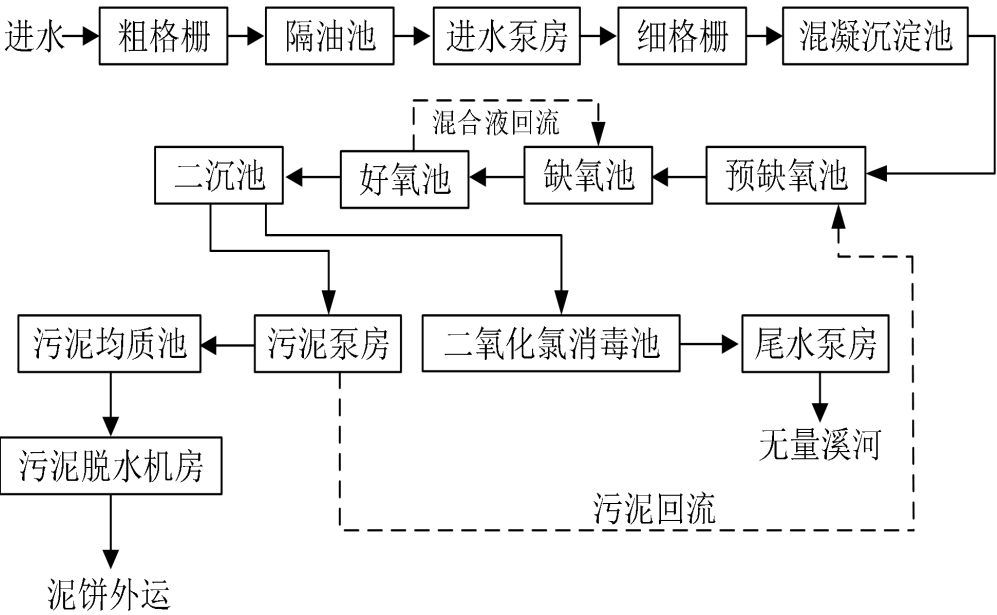 进水
粗格栅
隔油池
进水泵房
细格栅
混凝沉淀池
混合液回流
二沉池
好氧池
缺氧池
预缺氧池
污泥均质池
污泥泵房
二氧化氯消毒池
尾水泵房
无量溪河
污泥脱水机房
污泥回流
泥饼外运